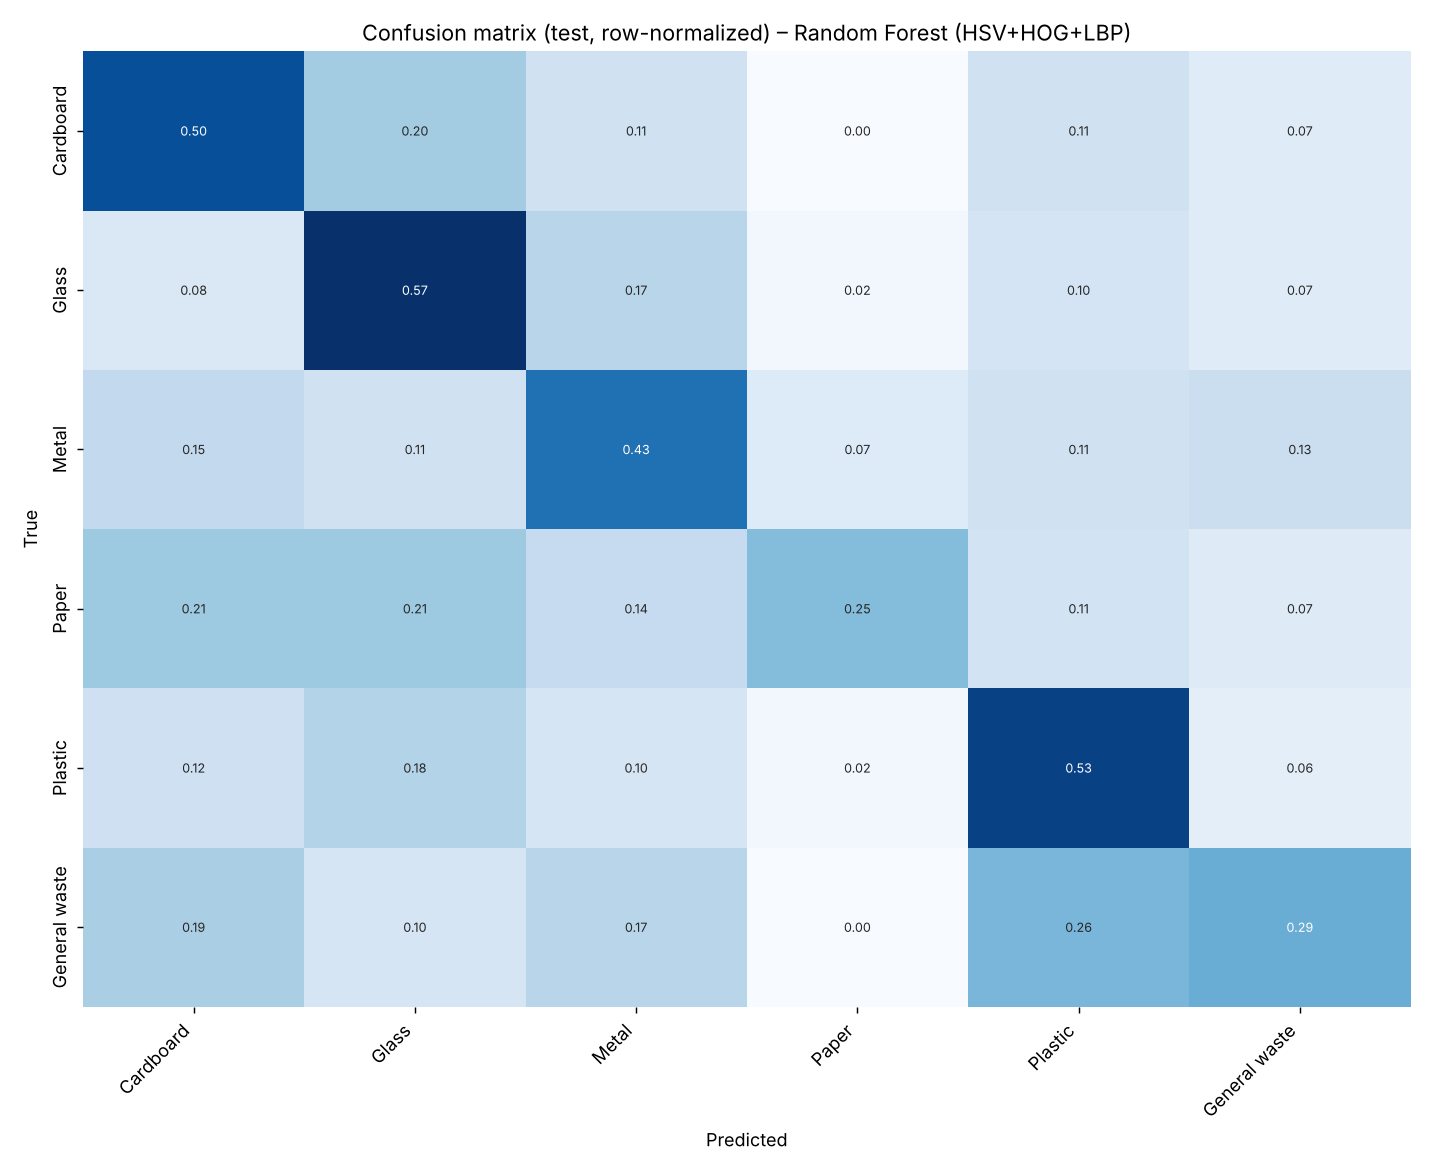 Confusion matrix (test, row-normalized) – Random Forest (HSV+HOG+LBP)
True
Cardboard 0.50 0.20 0.11 0.00 0.11 0.07
Glass 0.08 0.57 0.17 0.02 0.10 0.07
Metal 0.15 0.11 0.43 0.07 0.11 0.13
Paper 0.21 0.21 0.14 0.25 0.11 0.07
Plastic 0.12 0.18 0.10 0.02 0.53 0.06
General waste 0.19 0.10 0.17 0.00 0.26 0.29
Cardboard Glass Metal Paper Plastic General waste
Predicted